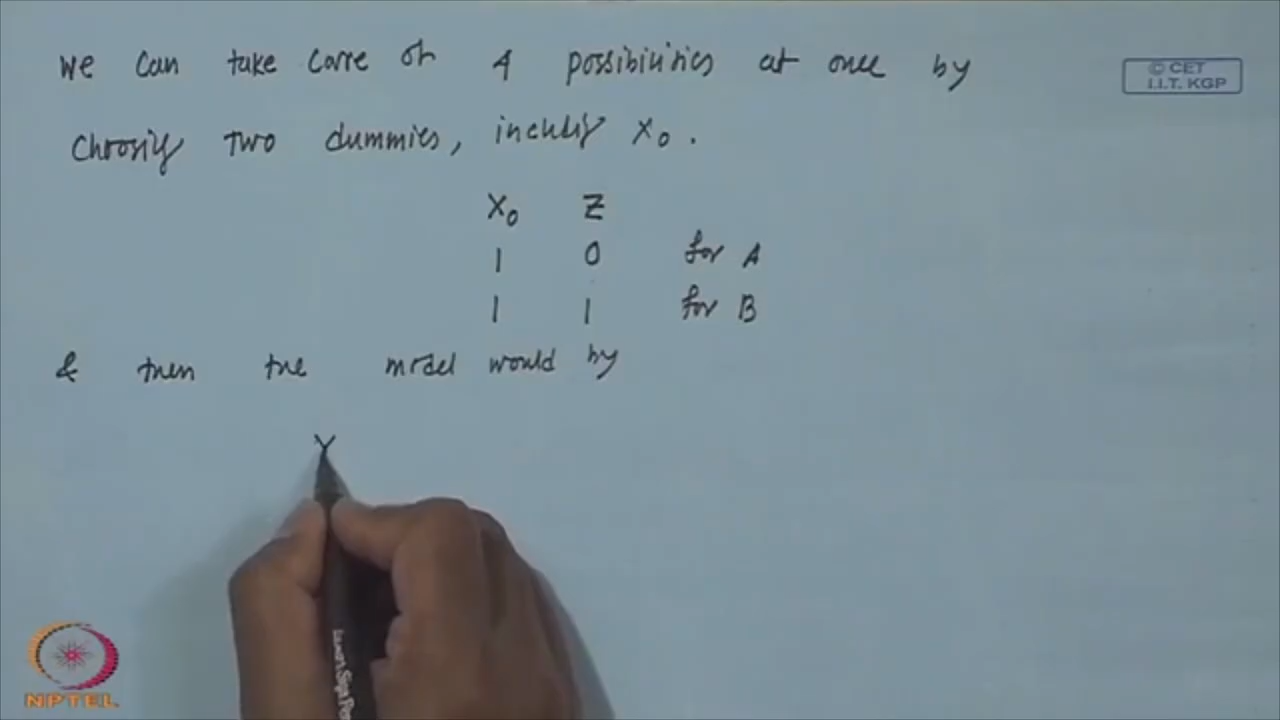 We can take care of 4 possibilities at once by
© CET
I.I.T. KGP
choosing two dummies, including X0.
X0 Z
1 0 for A
1 1 for B
& then the model would by
Y
NPTEL